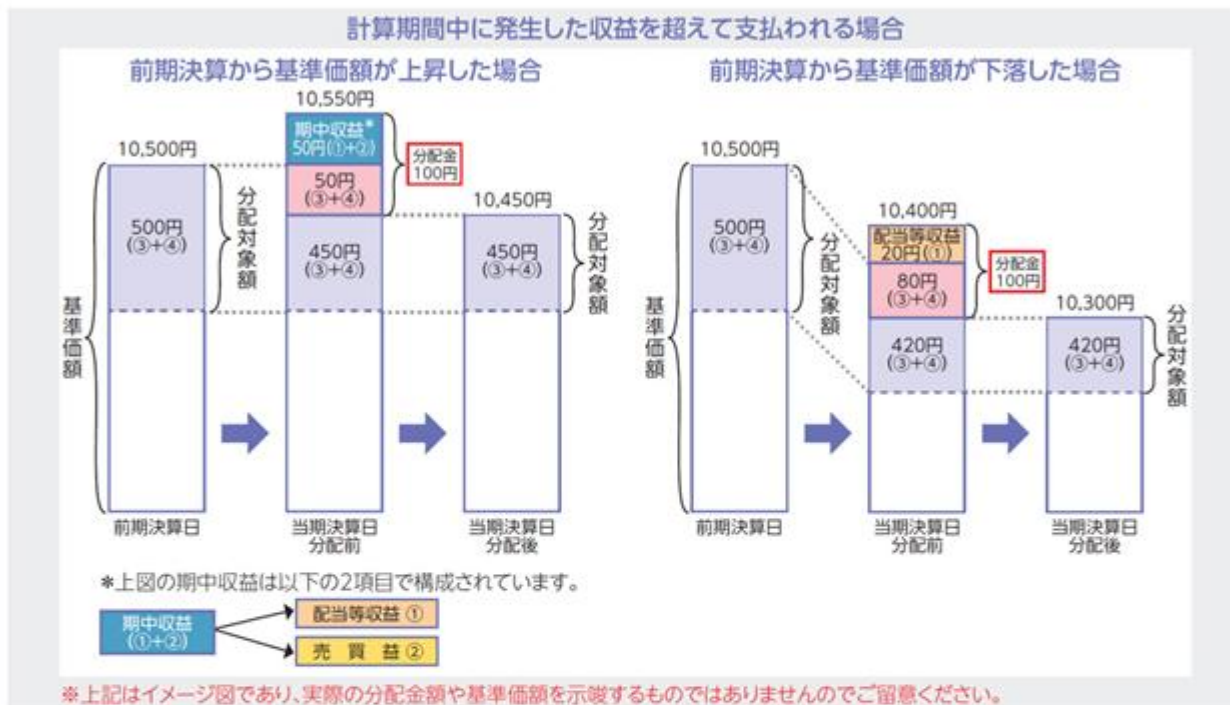 計算期間中に発生した収益を超えて支払われる場合
前期決算から基準価額が上昇した場合
10,500円
500円
(③+④)
分配対象額
基準価額
前期決算日
10,550円
期中収益*
50円(①+②)
50円
(③+④)
分配金
100円
450円
(③+④)
当期決算日
分配前
10,450円
450円
(③+④)
分配対象額
当期決算日
分配後
前期決算から基準価額が下落した場合
10,500円
500円
(③+④)
分配対象額
基準価額
前期決算日
10,400円
配当等収益
20円(①)
80円
(③+④)
分配金
100円
420円
(③+④)
当期決算日
分配前
10,300円
420円
(③+④)
分配対象額
当期決算日
分配後
*上図の期中収益は以下の2項目で構成されています。
期中収益
(①+②)
配当等収益 ①
売 買 益 ②
※上記はイメージ図であり、実際の分配金額や基準価額を示唆するものではありませんのでご留意ください。